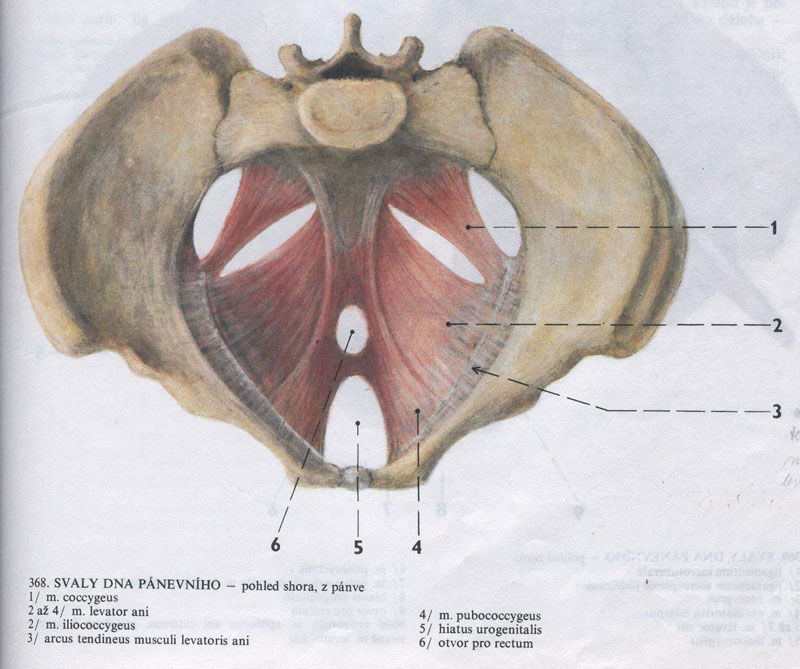 1
2
3
6
5
4
368. SVALY DNA PÁNEVNÍHO — pohled shora, z pánve
1/ m. coccygeus
2 až 4/ m. levator ani
2/ m. iliococcygeus
3/ arcus tendineus musculi levatoris ani
4/ m. pubococcygeus
5/ hiatus urogenitalis
6/ otvor pro rectum